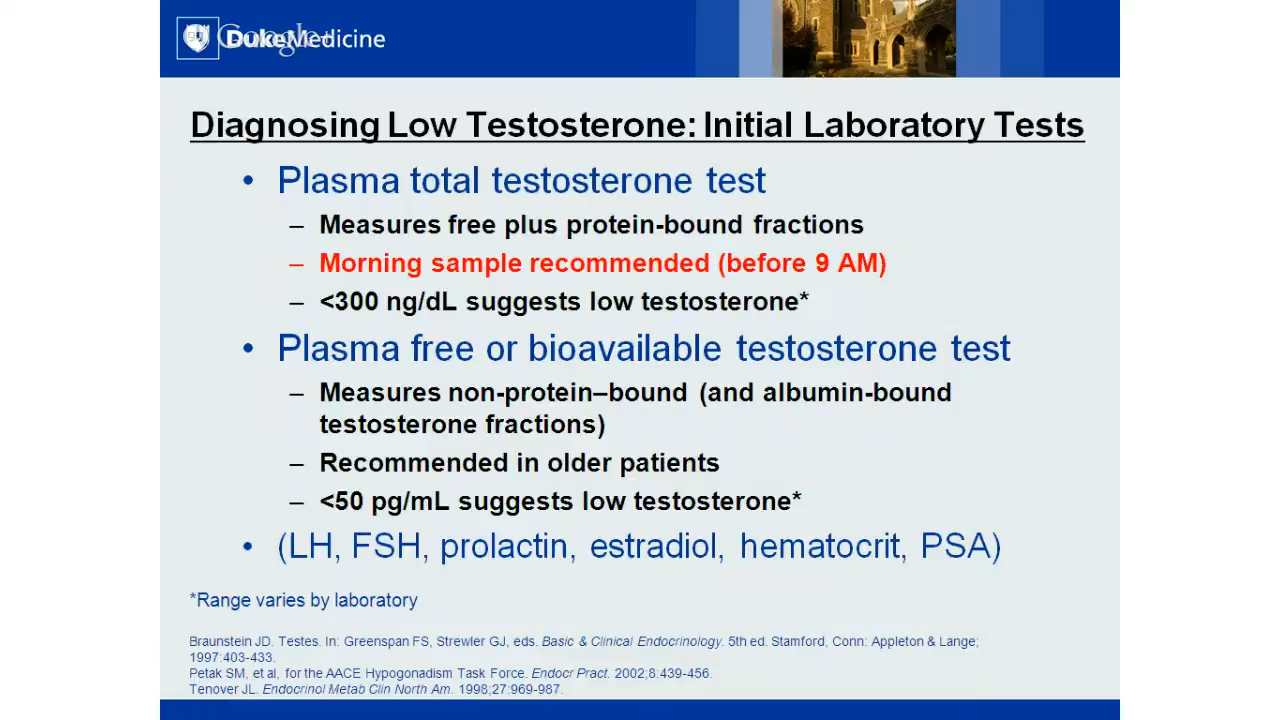 Google+
DukeMedicine
Diagnosing Low Testosterone: Initial Laboratory Tests
• Plasma total testosterone test
– Measures free plus protein-bound fractions
– Morning sample recommended (before 9 AM)
– <300 ng/dL suggests low testosterone*
• Plasma free or bioavailable testosterone test
– Measures non-protein–bound (and albumin-bound
testosterone fractions)
– Recommended in older patients
– <50 pg/mL suggests low testosterone*
• (LH, FSH, prolactin, estradiol, hematocrit, PSA)
*Range varies by laboratory
Braunstein JD. Testes. In: Greenspan FS, Strewler GJ, eds. Basic & Clinical Endocrinology. 5th ed. Stamford, Conn: Appleton & Lange;
1997:403-433.
Petak SM, et al, for the AACE Hypogonadism Task Force. Endocr Pract. 2002;8:439-456.
Tenover JL. Endocrinol Metab Clin North Am. 1998;27:969-987.